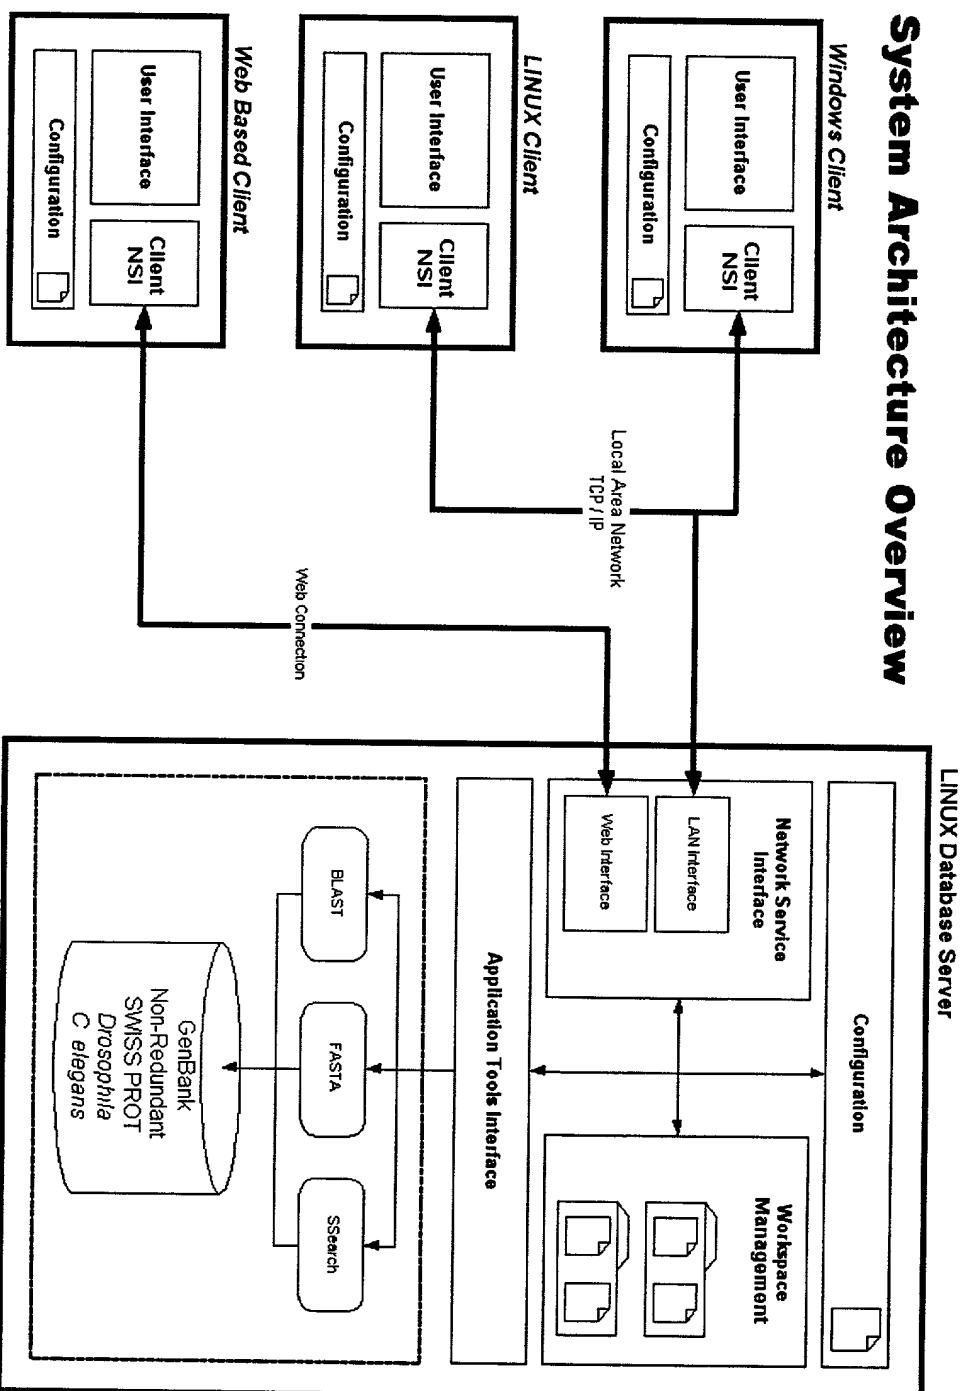 System Architecture Overview
Windows Client
User Interface
Client
NSI
Configuration
LINUX Client
User Interface
Client
NSI
Configuration
Web Based Client
User Interface
Client
NSI
Configuration
Local Area Network
TCP / IP
Web Connection
LINUX Database Server
Configuration
Network Service
Interface
LAN Interface
Web Interface
Workspace
Management
Application Tools Interface
BLAST
FASTA
SSearch
GenBank
Non-Redundant
SWISS PROT
Drosophila
C elegans